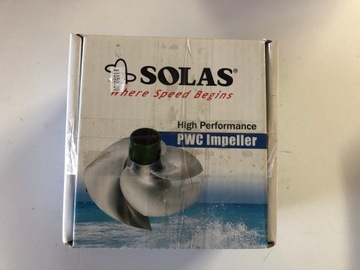 SOLAS®
Where Speed Begins
High Performance
PWC Impeller